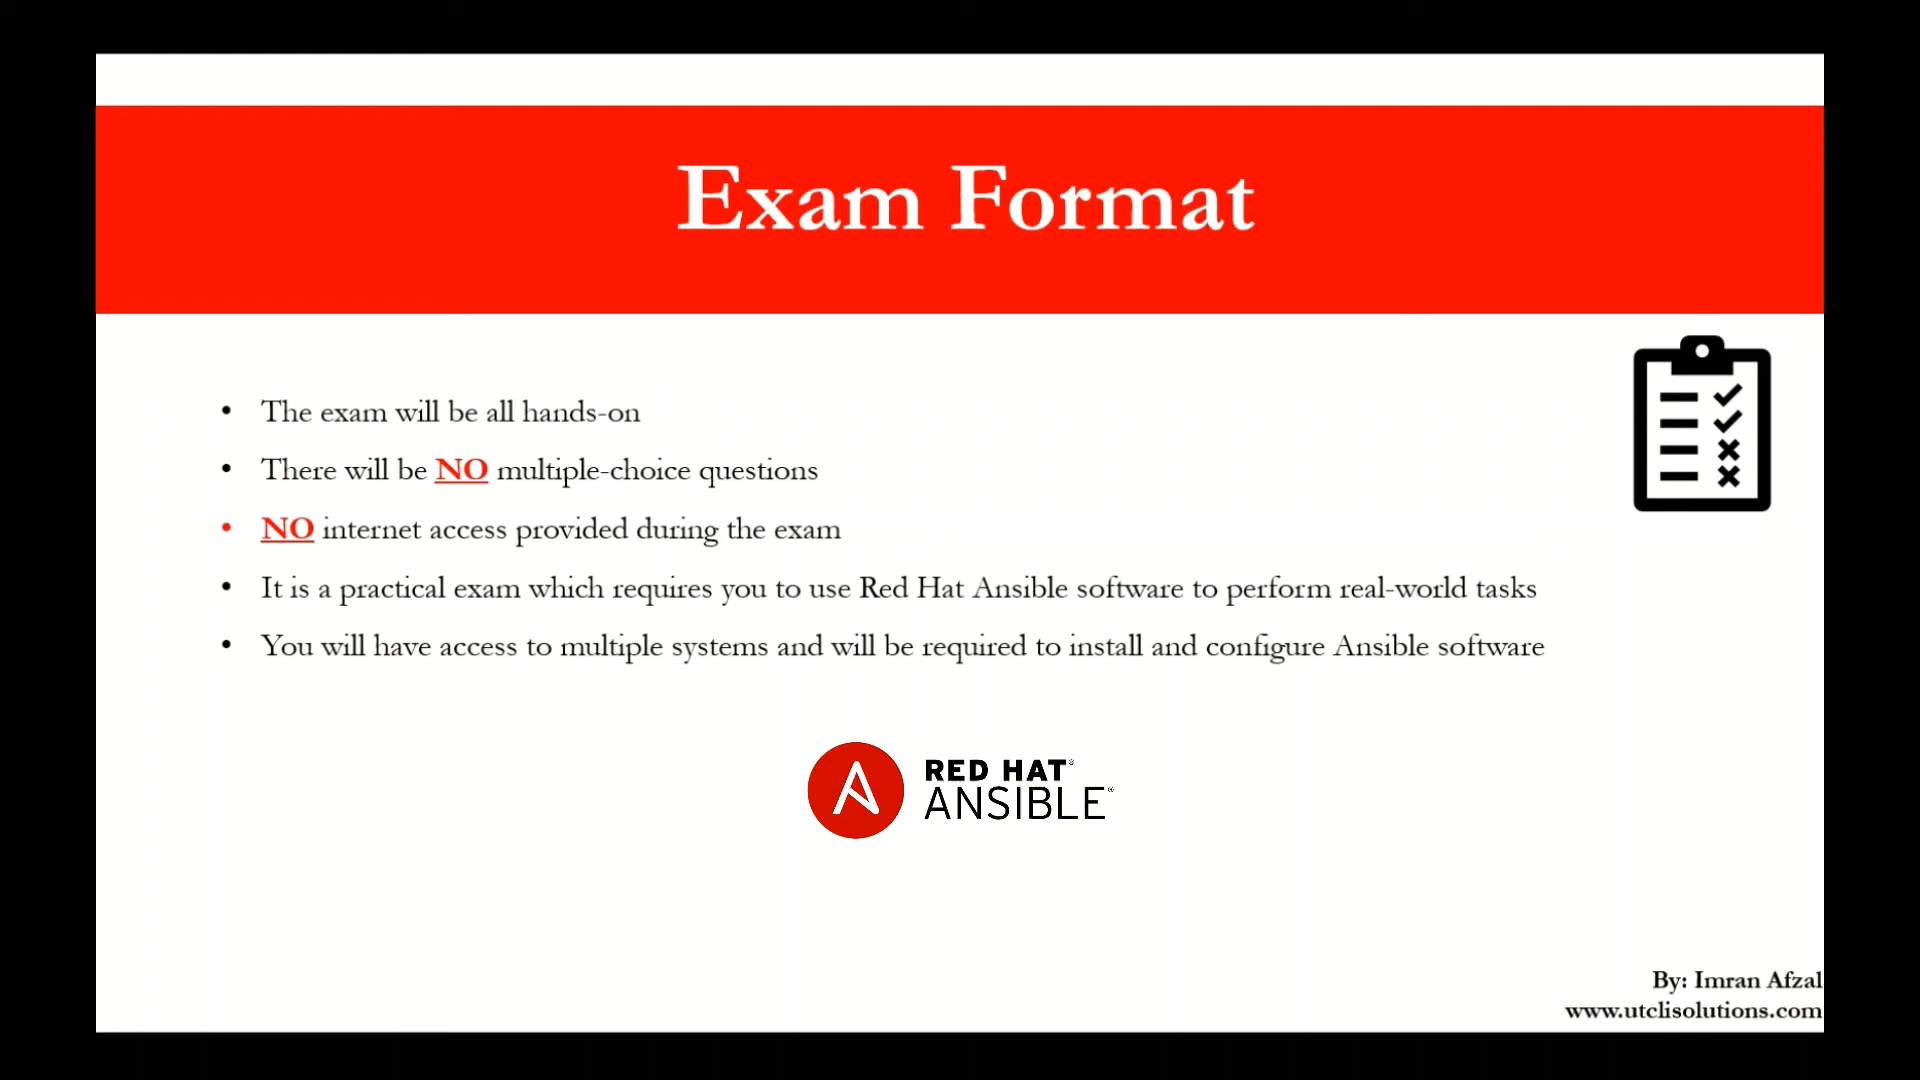 Exam Format
• The exam will be all hands-on
• There will be NO multiple-choice questions
• NO internet access provided during the exam
• It is a practical exam which requires you to use Red Hat Ansible software to perform real-world tasks
• You will have access to multiple systems and will be required to install and configure Ansible software
RED HAT®
ANSIBLE®
By: Imran Afzal
www.utclisolutions.com